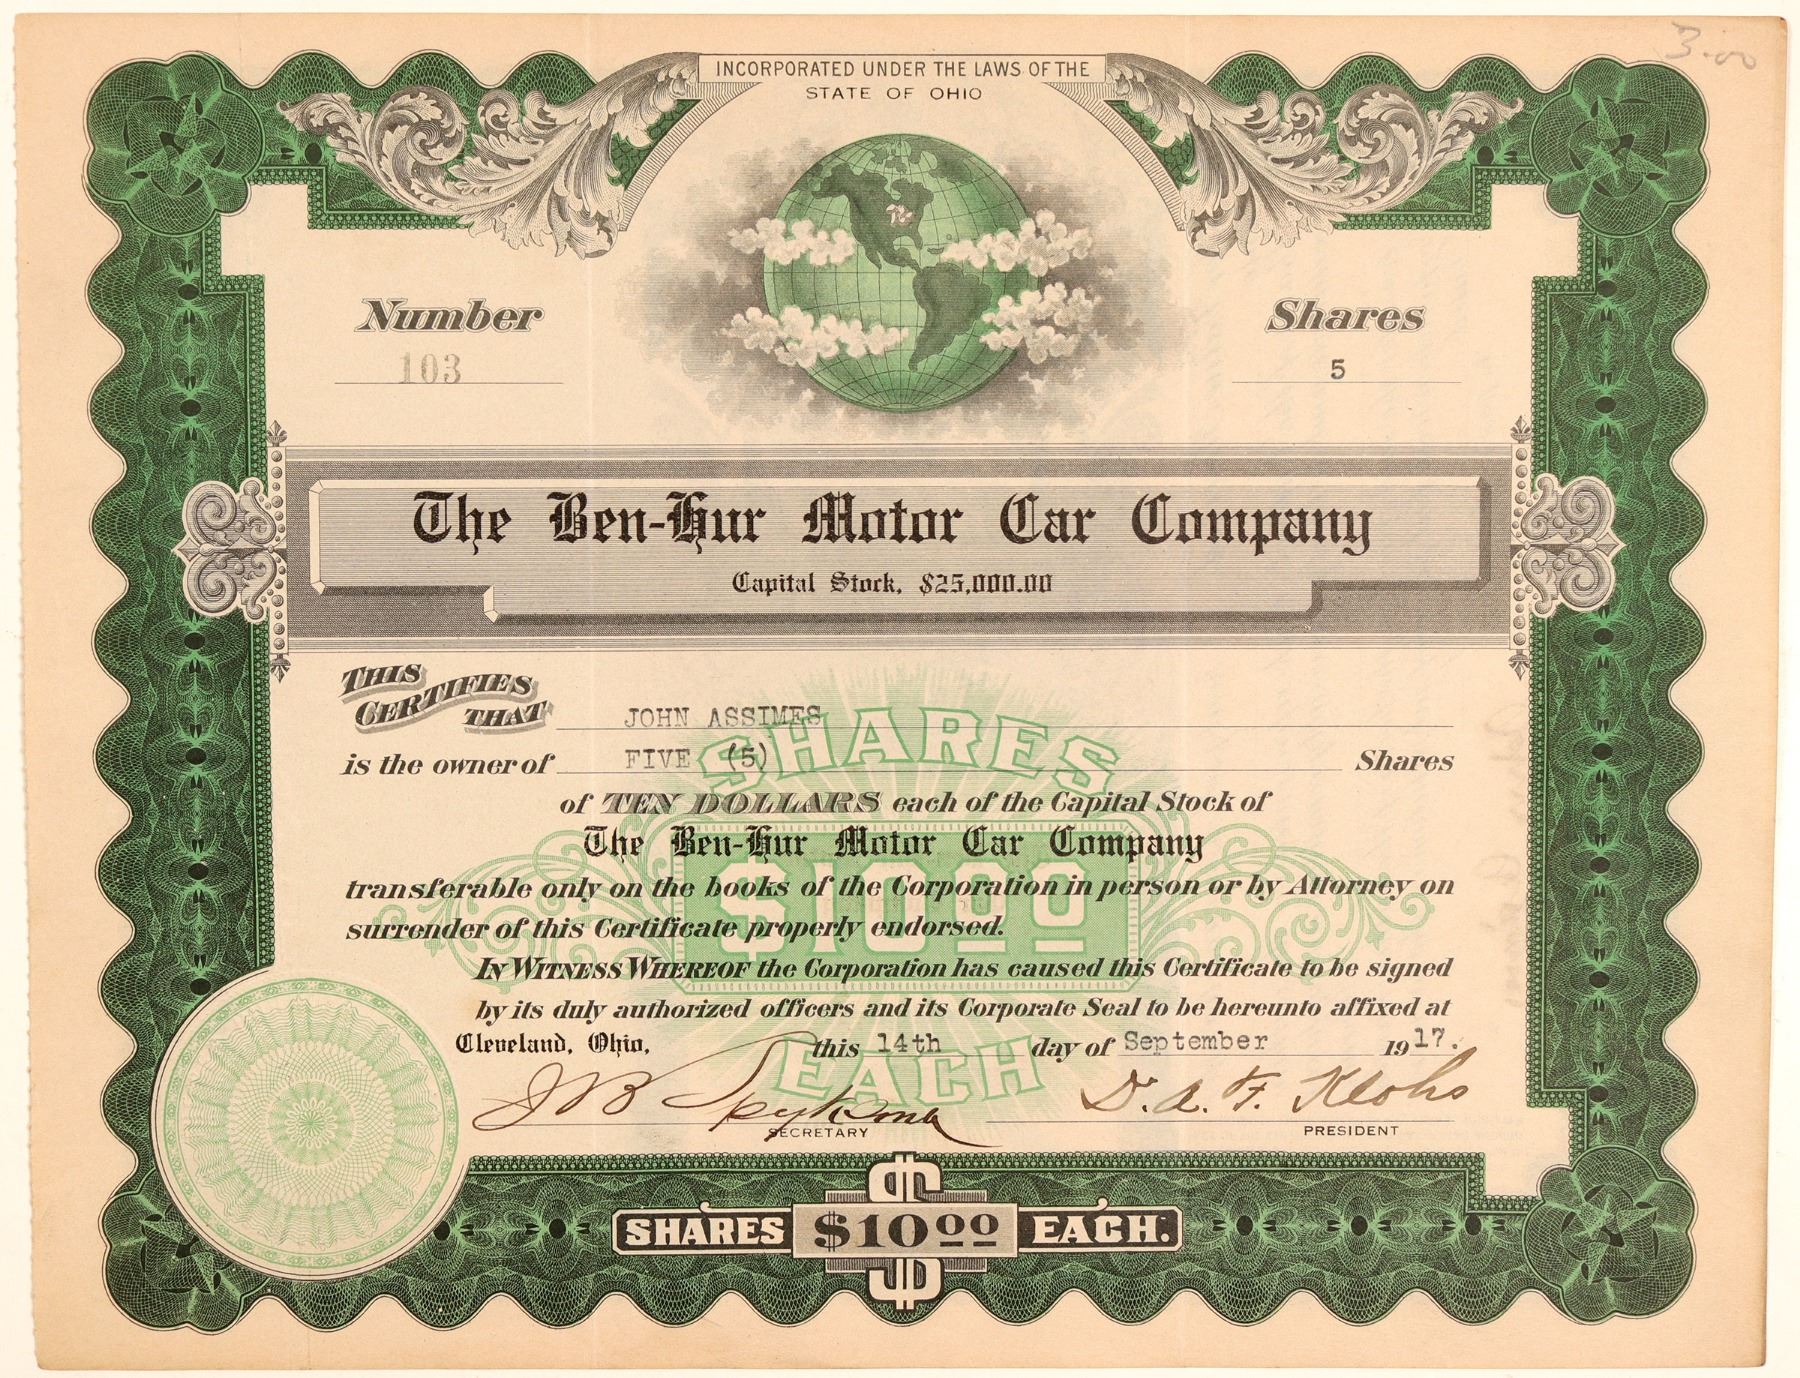 3.00
INCORPORATED UNDER THE LAWS OF THE
STATE OF OHIO
Number
103
Shares
5
The Ben-Hur Motor Car Company
Capital Stock, $25,000.00
THIS CERTIFIES THAT JOHN ASSIMES
is the owner of FIVE (5) Shares
of TEN DOLLARS each of the Capital Stock of
The Ben-Hur Motor Car Company
transferable only on the books of the Corporation in person or by Attorney on
surrender of this Certificate properly endorsed.
IN WITNESS WHEREOF the Corporation has caused this Certificate to be signed
by its duly authorized officers and its Corporate Seal to be hereunto affixed at
Cleveland, Ohio, this 14th day of September 1917.
SHARES
$10.00
EACH
J B Spykema
SECRETARY
D. A. F. Klohs
PRESIDENT
SHARES $10.00 EACH.